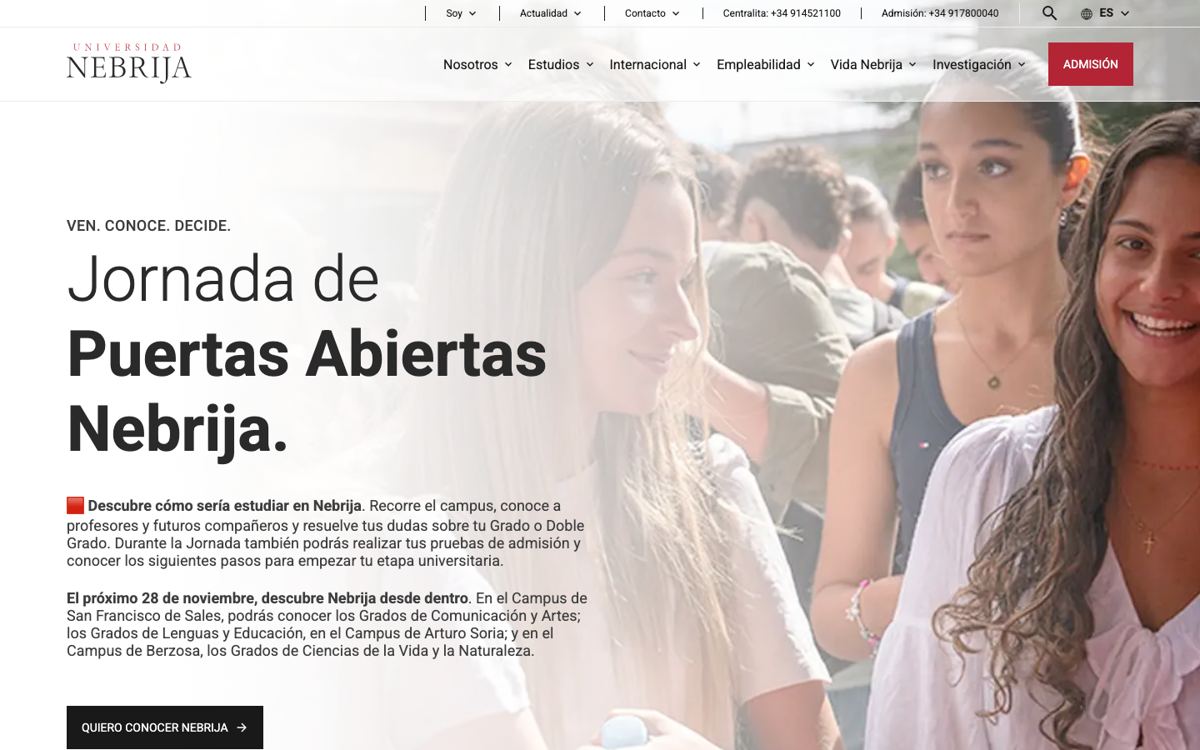 Soy
Actualidad
Contacto
Centralita: +34 914521100
Admisión: +34 917800040
ES
UNIVERSIDAD
NEBRIJA
Nosotros
Estudios
Internacional
Empleabilidad
Vida Nebrija
Investigación
ADMISIÓN
VEN. CONOCE. DECIDE.
Jornada de
Puertas Abiertas
Nebrija.
Descubre cómo sería estudiar en Nebrija. Recorre el campus, conoce a
profesores y futuros compañeros y resuelve tus dudas sobre tu Grado o Doble
Grado. Durante la Jornada también podrás realizar tus pruebas de admisión y
conocer los siguientes pasos para empezar tu etapa universitaria.
El próximo 28 de noviembre, descubre Nebrija desde dentro. En el Campus de
San Francisco de Sales, podrás conocer los Grados de Comunicación y Artes;
los Grados de Lenguas y Educación, en el Campus de Arturo Soria; y en el
Campus de Berzosa, los Grados de Ciencias de la Vida y la Naturaleza.
QUIERO CONOCER NEBRIJA →